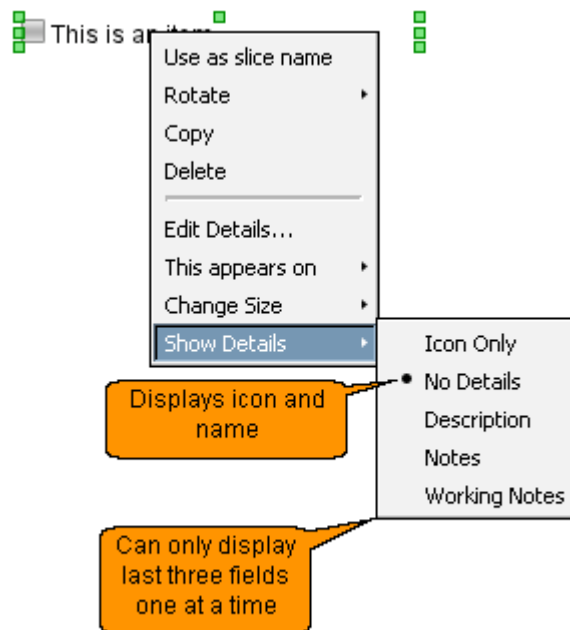 This is an item
Use as slice name
Rotate
Copy
Delete
Edit Details...
This appears on
Change Size
Show Details
Icon Only
No Details
Description
Notes
Working Notes
Displays icon and
name
Can only display
last three fields
one at a time